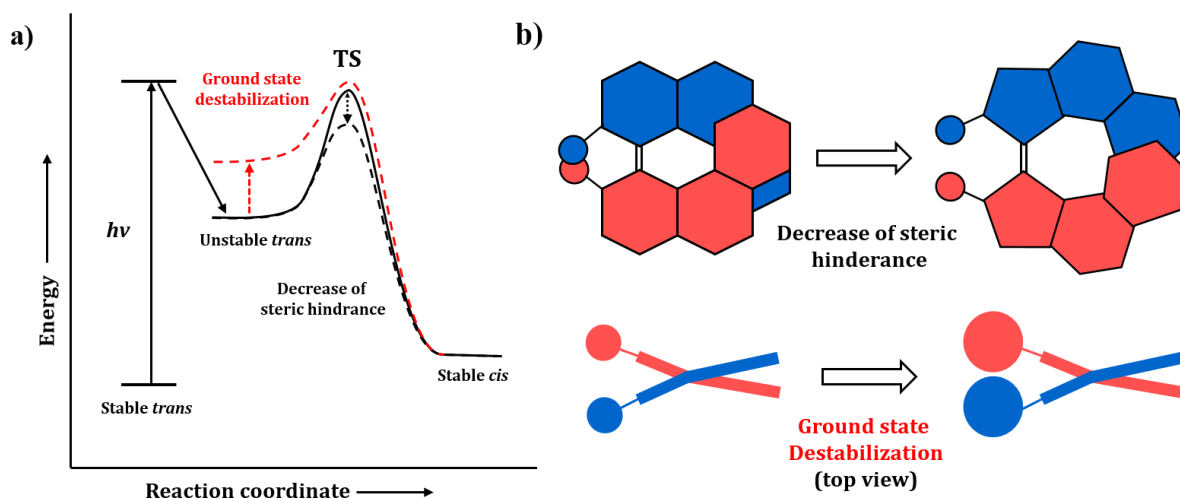 a)
TS
Ground state
destabilization
hν
Unstable trans
Decrease of
steric hindrance
Stable cis
Stable trans
Energy
Reaction coordinate
b)
Decrease of steric
hinderance
Ground state
Destabilization
(top view)